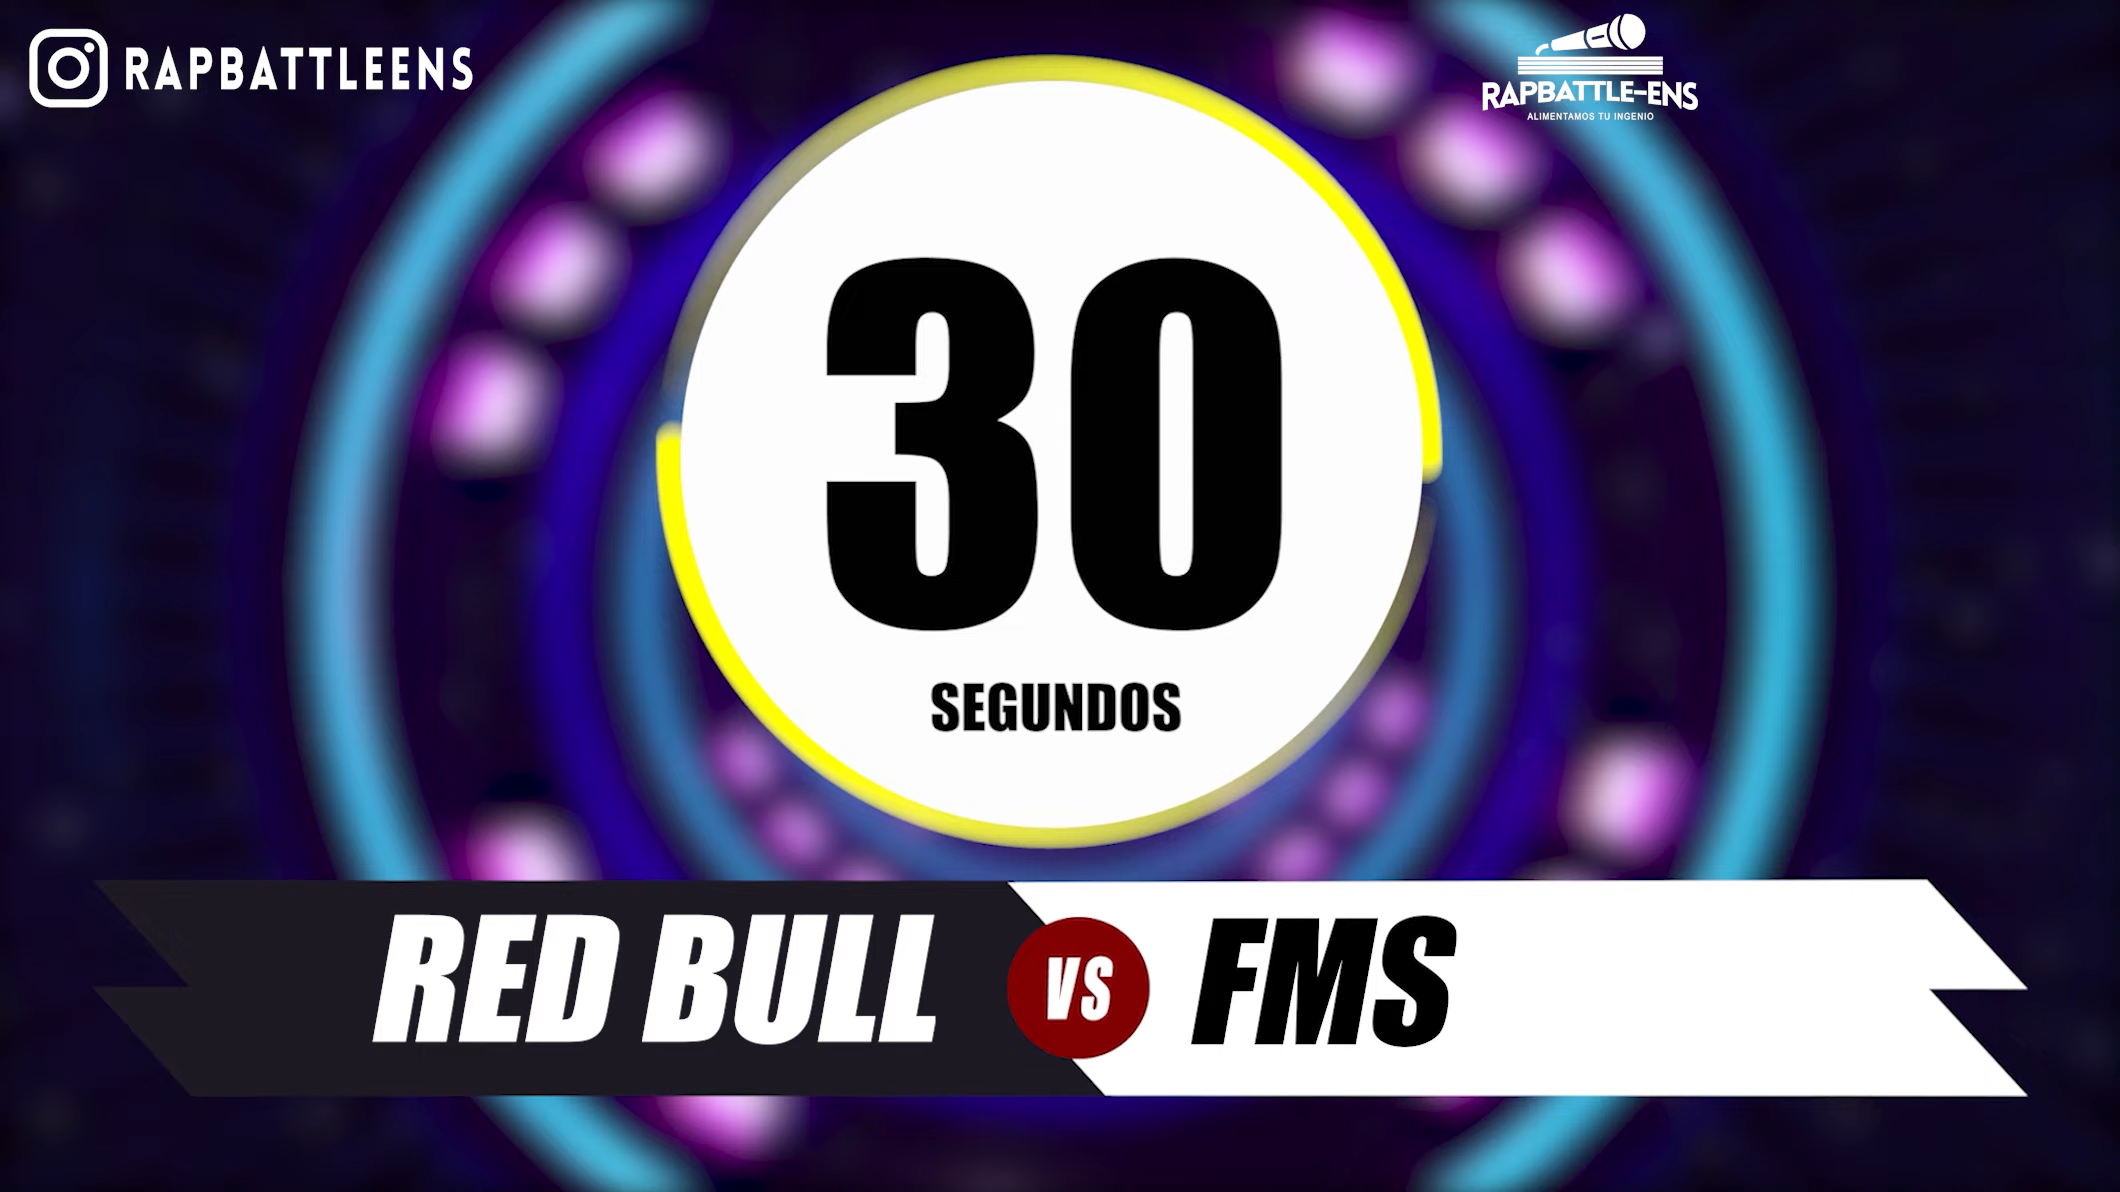 RAPBATTLEENS
RAPBATTLE-ENS
ALIMENTAMOS TU INGENIO
30
SEGUNDOS
RED BULL VS FMS